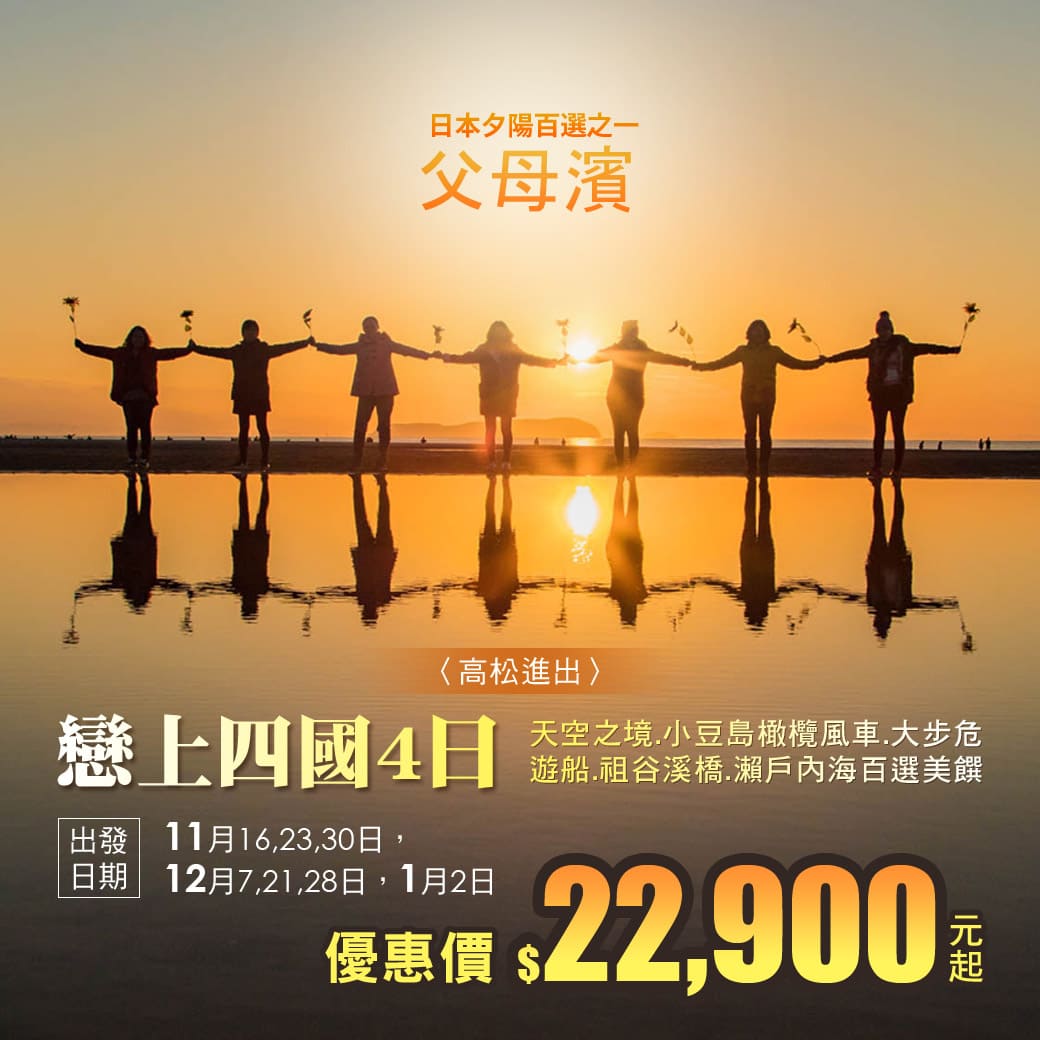 日本夕陽百選之一
父母濱
〈高松進出〉
戀上四國4日
天空之境.小豆島橄欖風車.大步危
遊船.祖谷溪橋.瀨戶內海百選美饌
出發
日期
11月16,23,30日，
12月7,21,28日，1月2日
優惠價 $22,900元起